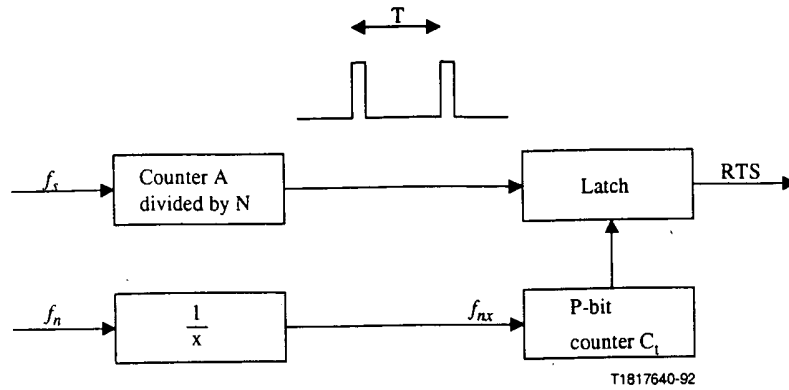 T
f_s
Counter A
divided by N
Latch
RTS
f_n
1
x
f_nx
P-bit
counter C_t
T1817640-92